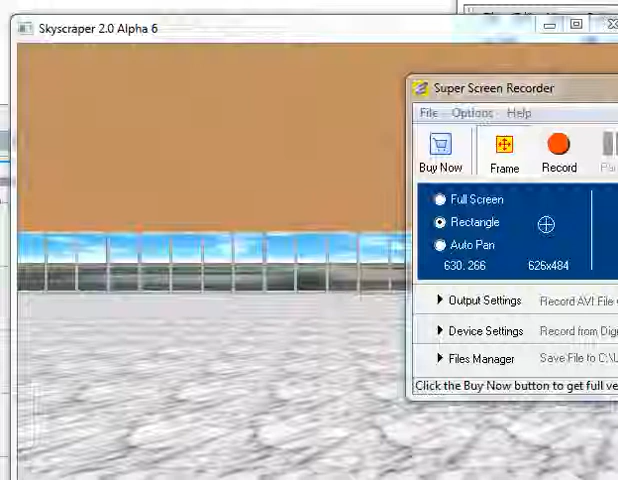 Skyscraper 2.0 Alpha 6
Super Screen Recorder
File Options Help
Buy Now Frame Record
Full Screen
Rectangle
Auto Pan
630, 266 626x484
Output Settings Record AVI File
Device Settings Record from
Files Manager Save File to
Click the Buy Now button to get full